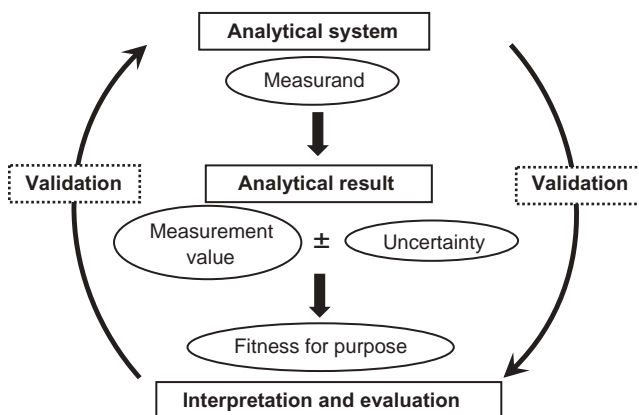 Analytical system
Measurand
Validation
Analytical result
Validation
Measurement
value
±
Uncertainty
Fitness for purpose
Interpretation and evaluation